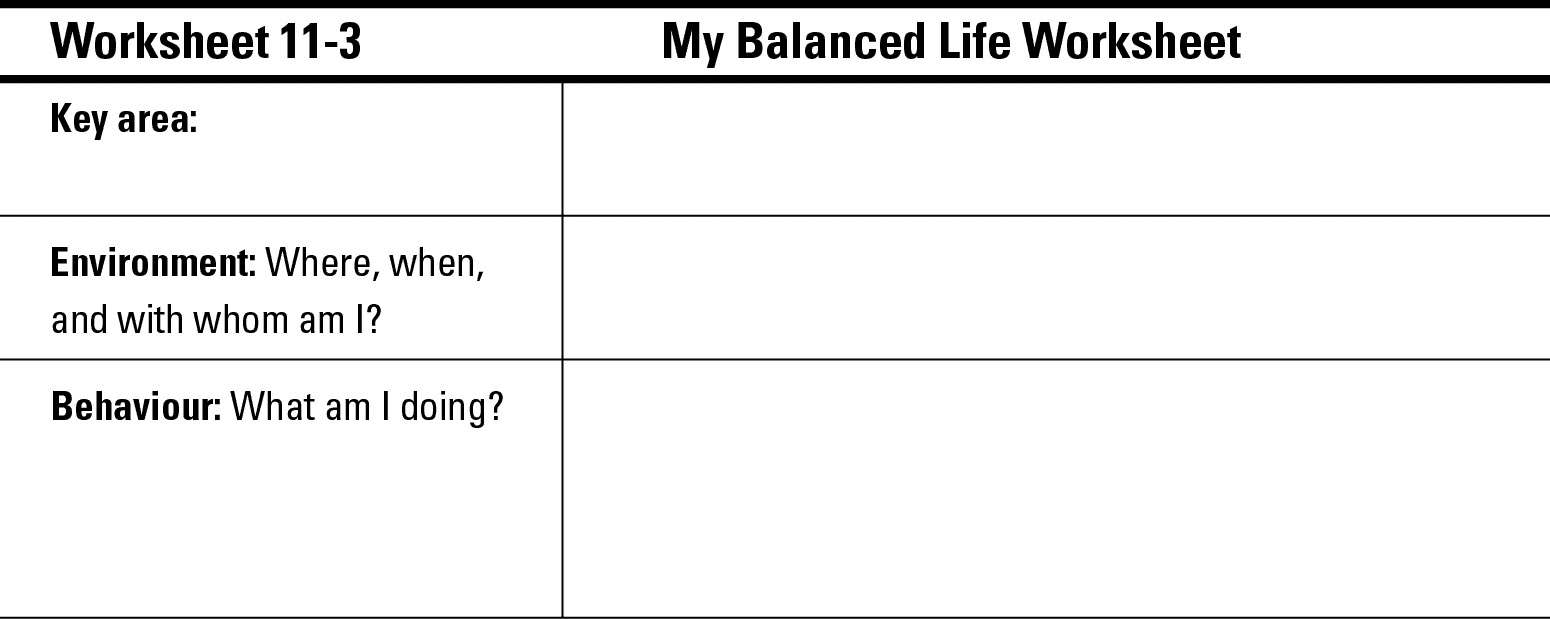 Worksheet 11-3 My Balanced Life Worksheet
Key area:
Environment: Where, when,
and with whom am I?
Behaviour: What am I doing?